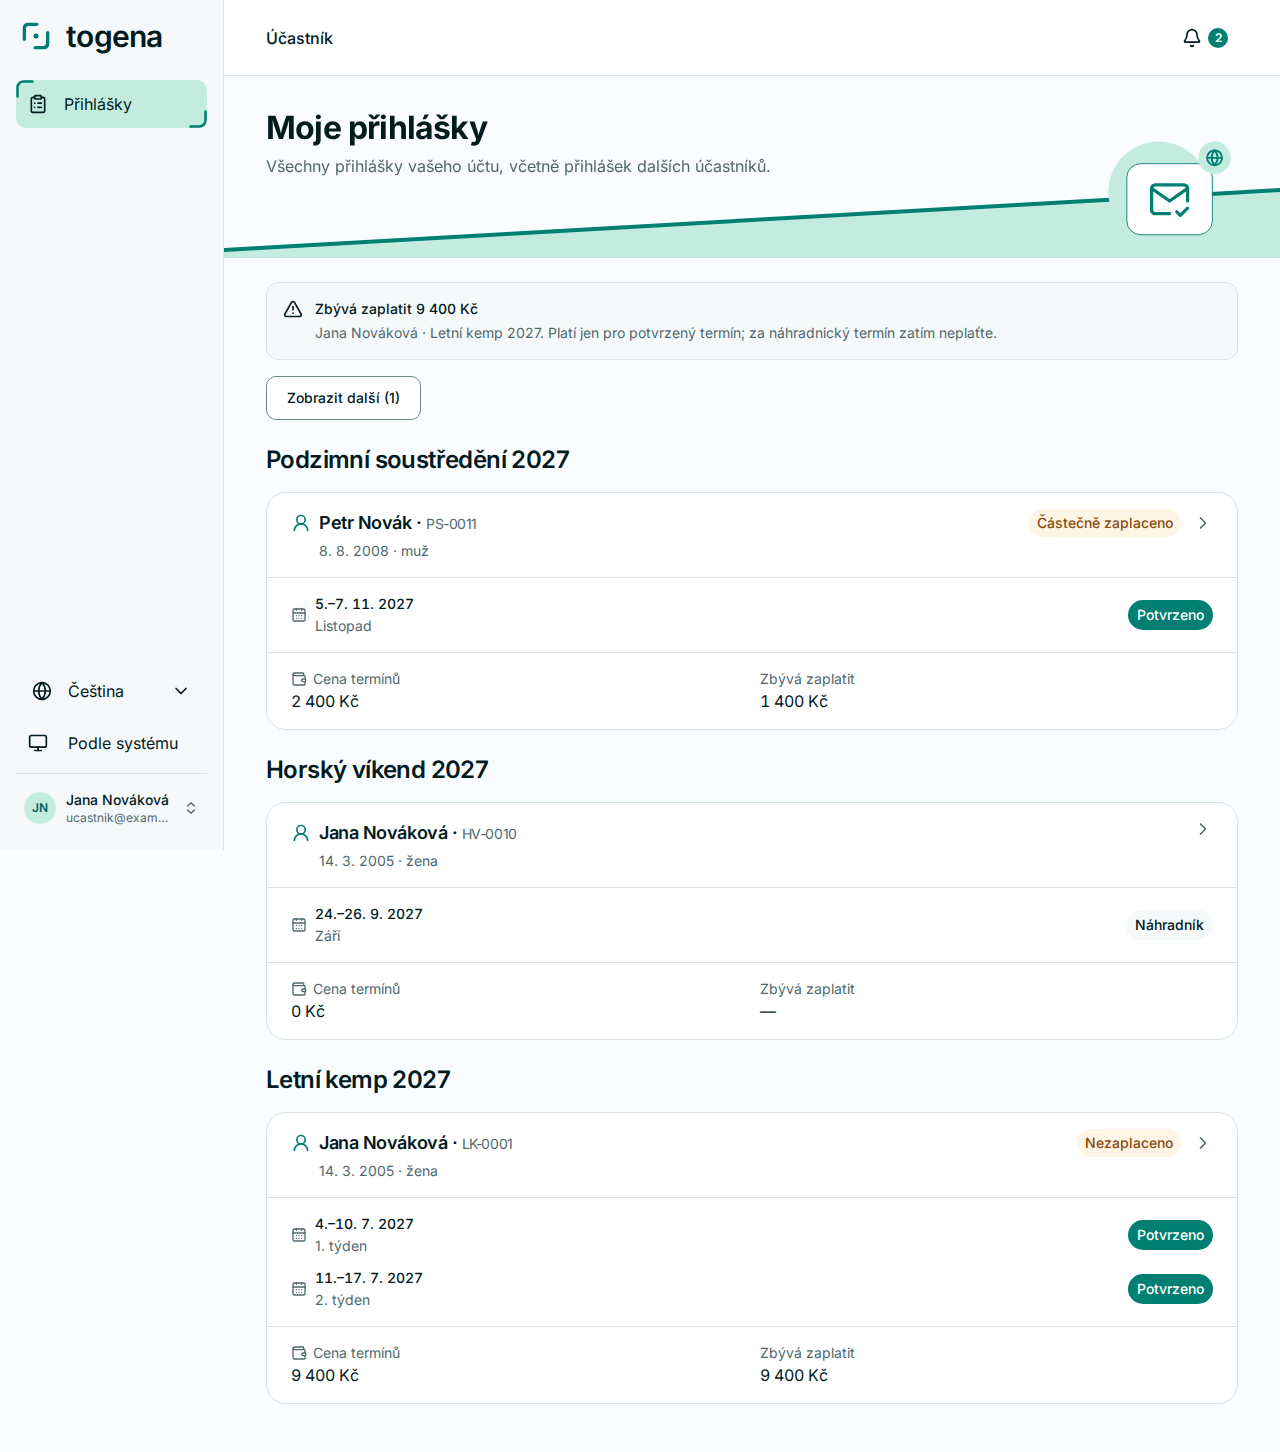 togena
Účastník
2
Přihlášky
Moje přihlášky
Všechny přihlášky vašeho účtu, včetně přihlášek dalších účastníků.
Zbývá zaplatit 9 400 Kč
Jana Nováková · Letní kemp 2027. Platí jen pro potvrzený termín; za náhradnický termín zatím neplaťte.
Zobrazit další (1)
Podzimní soustředění 2027
Petr Novák · PS-0011
Částečně zaplaceno
8. 8. 2008 · muž
5.–7. 11. 2027
Listopad
Potvrzeno
Cena termínů
Zbývá zaplatit
2 400 Kč
1 400 Kč
Horský víkend 2027
Jana Nováková · HV-0010
14. 3. 2005 · žena
24.–26. 9. 2027
Září
Náhradník
Cena termínů
Zbývá zaplatit
0 Kč
—
Letní kemp 2027
Jana Nováková · LK-0001
Nezaplaceno
14. 3. 2005 · žena
4.–10. 7. 2027
1. týden
Potvrzeno
11.–17. 7. 2027
2. týden
Potvrzeno
Cena termínů
Zbývá zaplatit
9 400 Kč
9 400 Kč
Čeština
Podle systému
JN
Jana Nováková
ucastnik@exam...